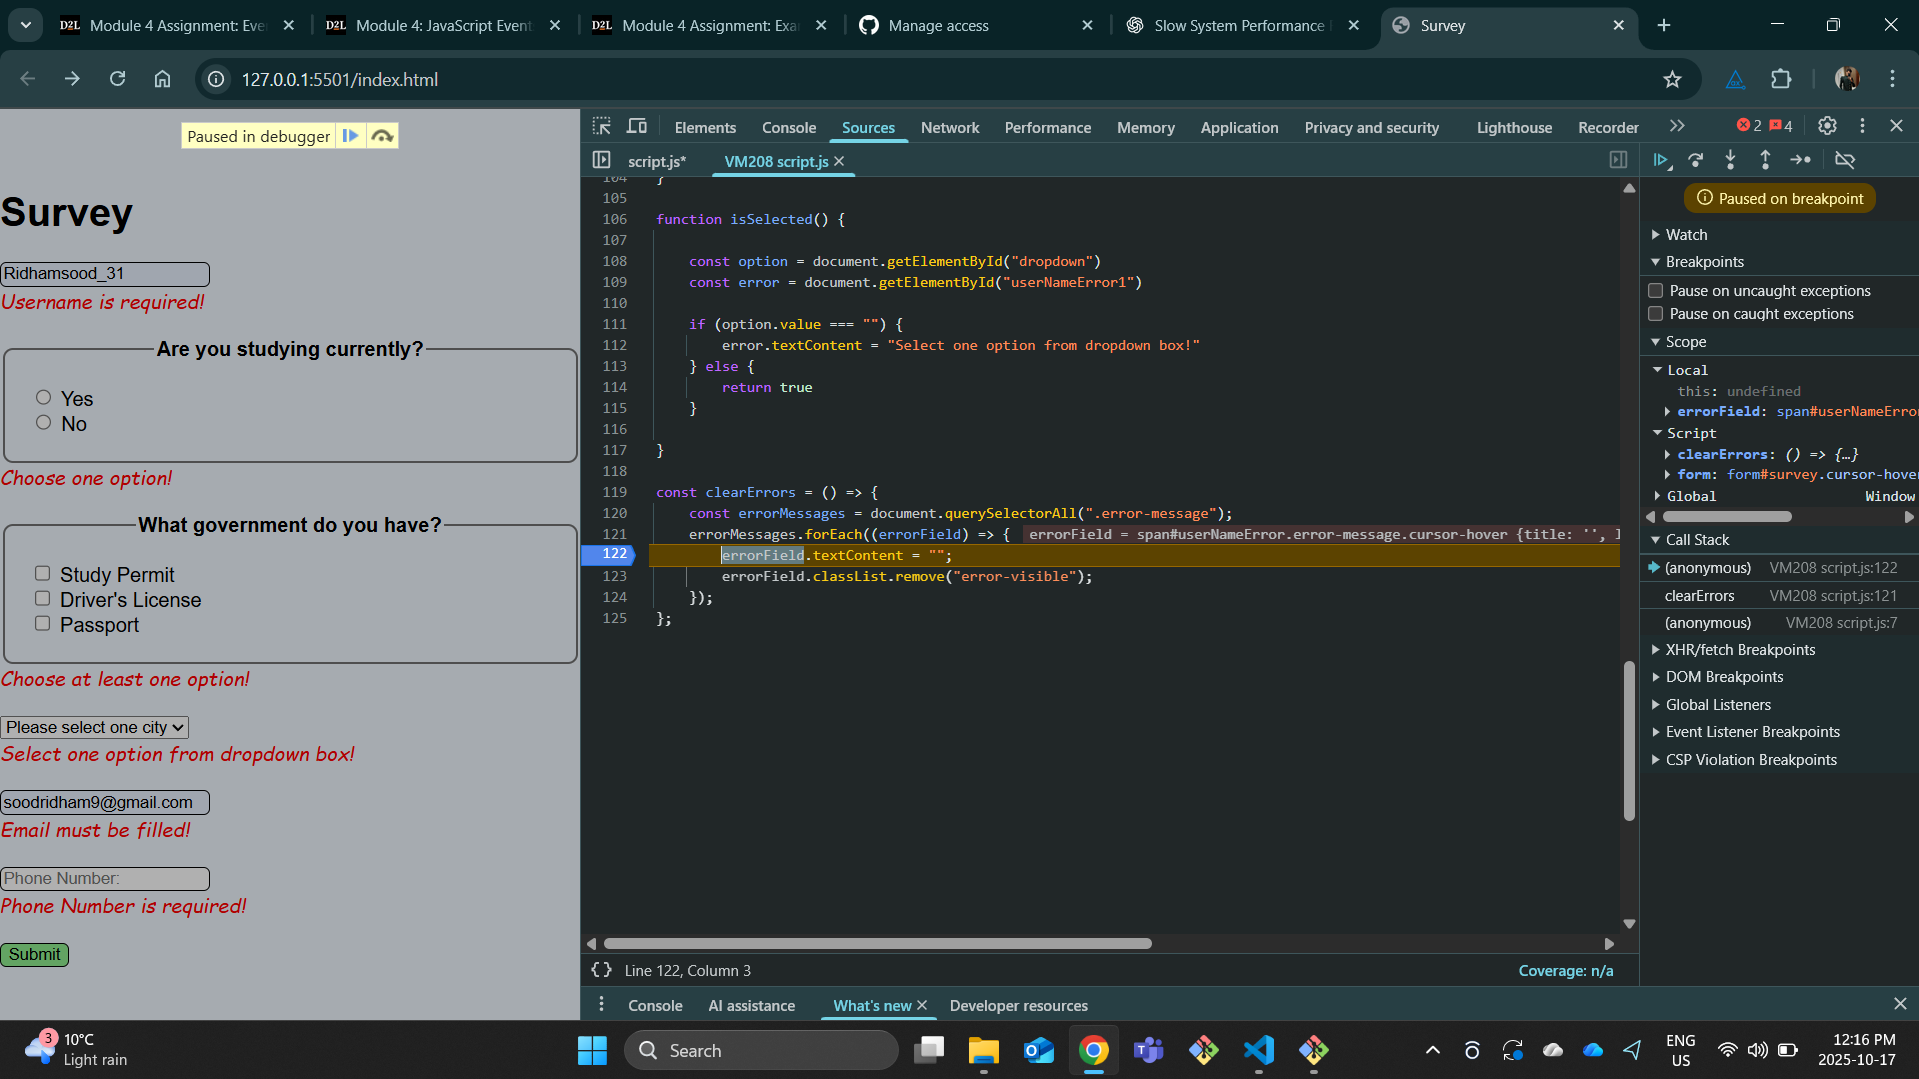 Module 4 Assignment: Eve
Module 4: JavaScript Event
Module 4 Assignment: Exa
Manage access
Slow System Performance
Survey
127.0.0.1:5501/index.html
Paused in debugger
Survey
Ridhamsood_31
Username is required!
Are you studying currently?
Yes
No
Choose one option!
What government do you have?
Study Permit
Driver's License
Passport
Choose at least one option!
Please select one city
Select one option from dropdown box!
soodridham9@gmail.com
Email must be filled!
Phone Number:
Phone Number is required!
Submit
Elements Console Sources Network Performance Memory Application Privacy and security Lighthouse Recorder 2 4
script.js* VM208 script.js
104 }
105
106 function isSelected() {
107
108 const option = document.getElementById("dropdown")
109 const error = document.getElementById("userNameError1")
110
111 if (option.value === "") {
112 error.textContent = "Select one option from dropdown box!"
113 } else {
114 return true
115 }
116
117 }
118
119 const clearErrors = () => {
120 const errorMessages = document.querySelectorAll(".error-message");
121 errorMessages.forEach((errorField) => { errorField = span#userNameError.error-message.cursor-hover {title: '', l
122 errorField.textContent = "";
123 errorField.classList.remove("error-visible");
124 });
125 };
{} Line 122, Column 3 Coverage: n/a
Paused on breakpoint
Watch
Breakpoints
Pause on uncaught exceptions
Pause on caught exceptions
Scope
Local
this: undefined
errorField: span#userNameErro
Script
clearErrors: () => {…}
form: form#survey.cursor-hove
Global Window
Call Stack
(anonymous) VM208 script.js:122
clearErrors VM208 script.js:121
(anonymous) VM208 script.js:7
XHR/fetch Breakpoints
DOM Breakpoints
Global Listeners
Event Listener Breakpoints
CSP Violation Breakpoints
Console AI assistance What's new Developer resources
3
10°C
Light rain
Search
ENG
US
12:16 PM
2025-10-17